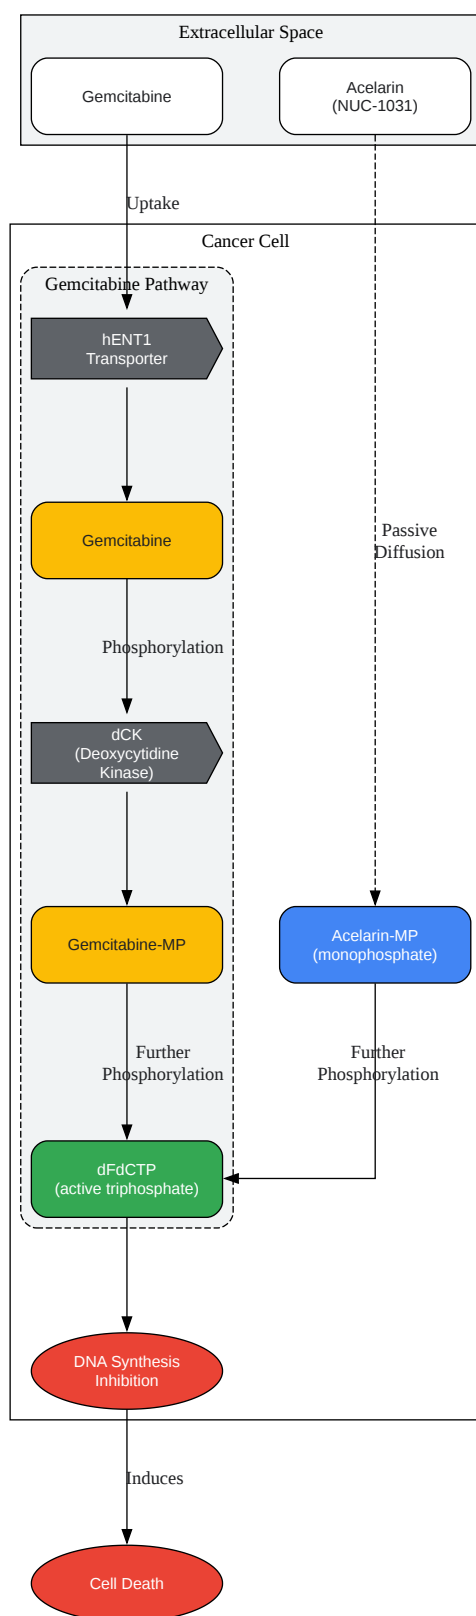 Extracellular Space
Gemcitabine
Acelarin
(NUC-1031)
Uptake
Cancer Cell
Gemcitabine Pathway
hENT1
Transporter
Gemcitabine
Passive
Diffusion
Phosphorylation
dCK
(Deoxycytidine
Kinase)
Gemcitabine-MP
Acelarin-MP
(monophosphate)
Further
Phosphorylation
Further
Phosphorylation
dFdCTP
(active triphosphate)
DNA Synthesis
Inhibition
Induces
Cell Death